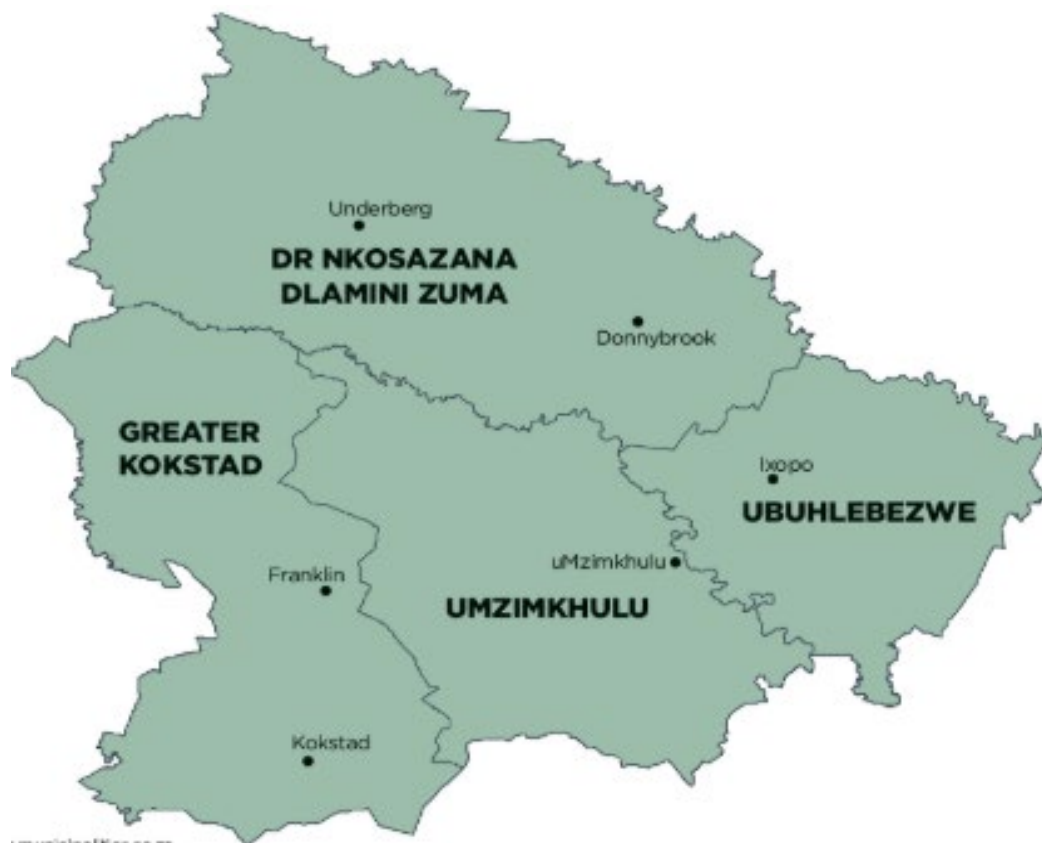 Underberg
DR NKOSAZANA
DLAMINI ZUMA
Donnybrook
GREATER
KOKSTAD
Ixopo
UBUHLEBEZWE
uMzimkhulu
Franklin
UMZIMKHULU
Kokstad